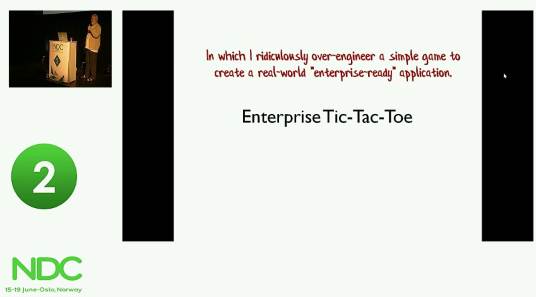 NDC
In which I ridiculously over-engineer a simple game to
create a real-world "enterprise-ready" application.
Enterprise Tic-Tac-Toe
2
NDC
15-19 June-Oslo, Norway